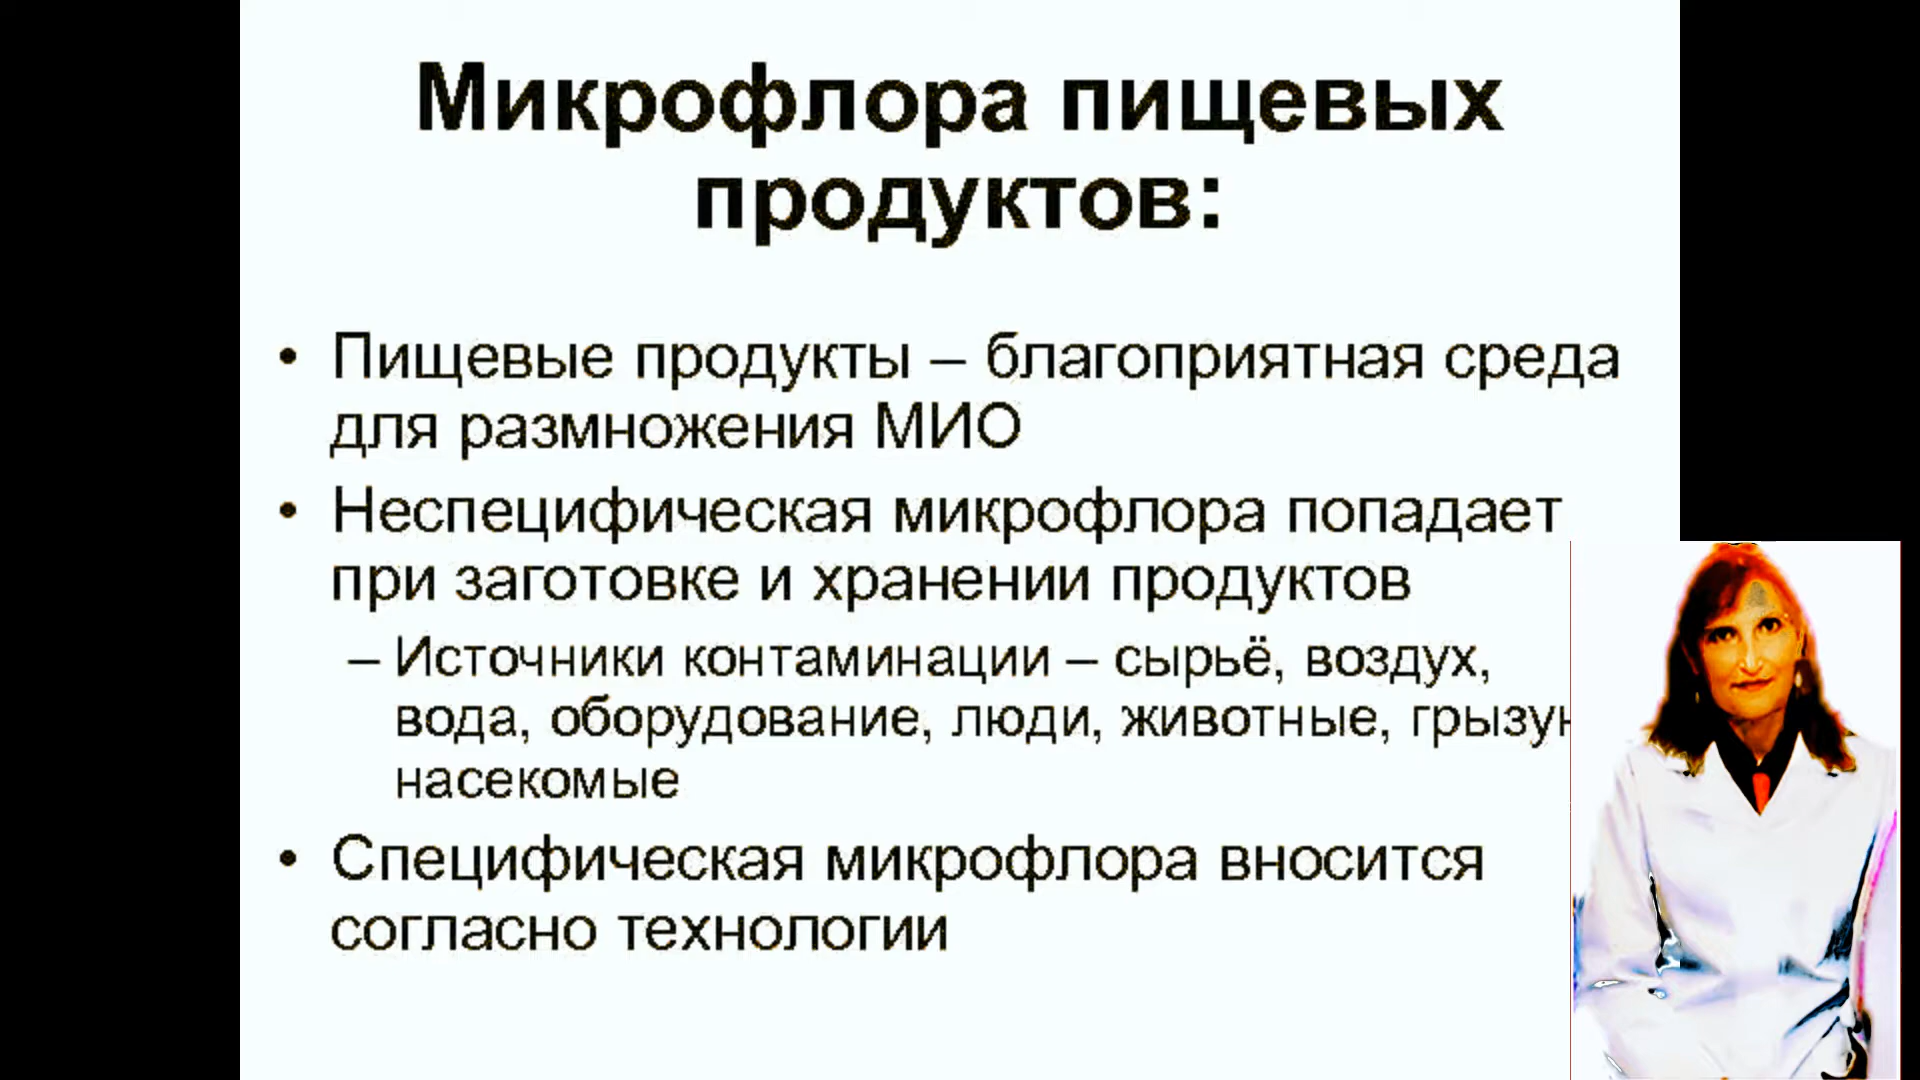 Микрофлора пищевых
продуктов:
• Пищевые продукты – благоприятная среда
для размножения МИО
• Неспецифическая микрофлора попадает
при заготовке и хранении продуктов
– Источники контаминации – сырьё, воздух,
вода, оборудование, люди, животные,
насекомые
• Специфическая микрофлора вносится
согласно технологии